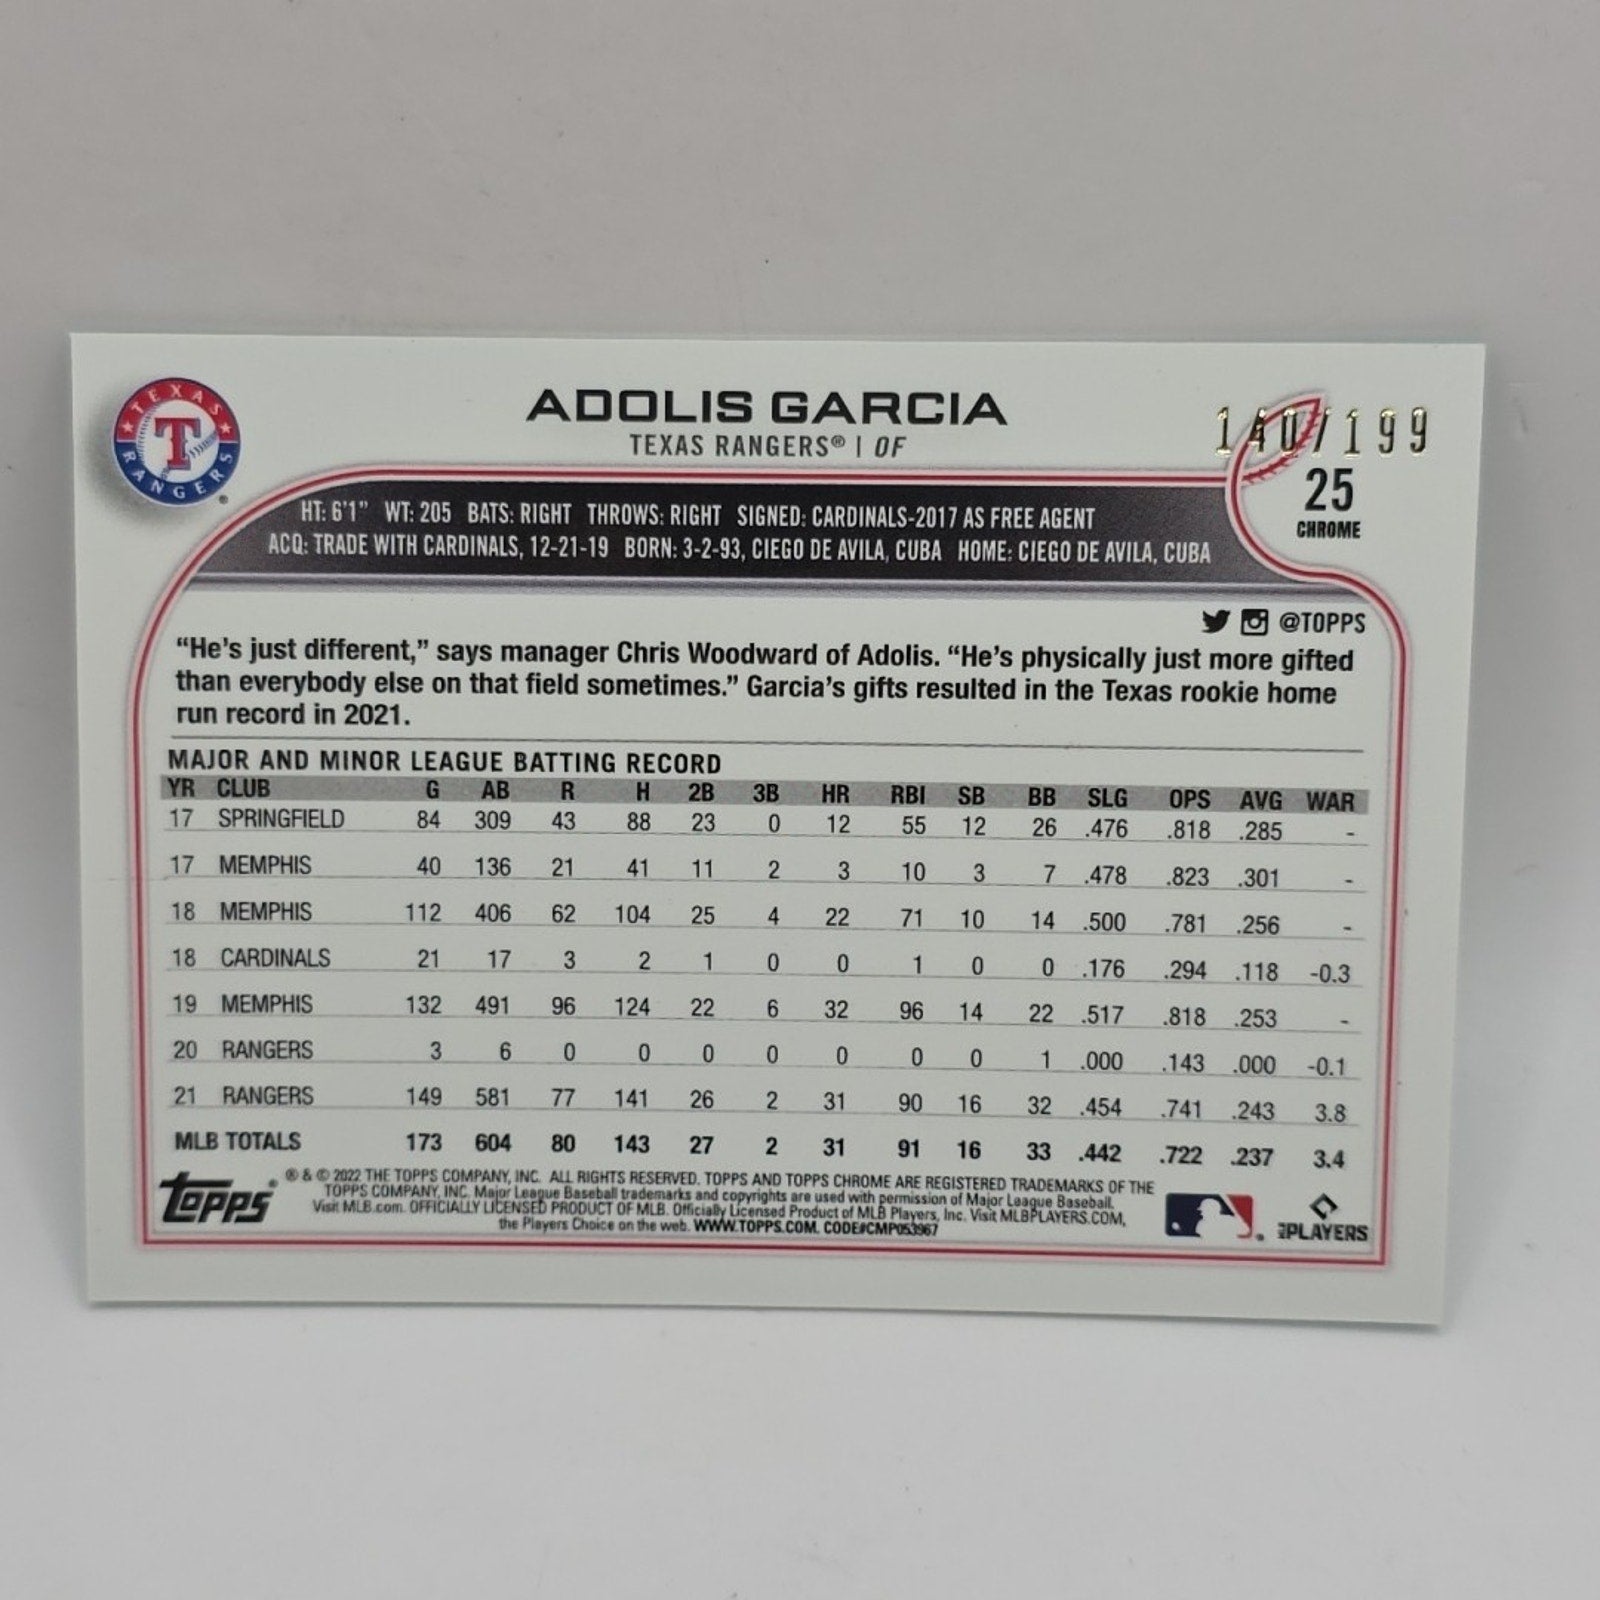 TEXAS RANGERS
T
®
ADOLIS GARCIA
TEXAS RANGERS® | OF
140/199
25
CHROME
HT: 6'1" WT: 205 BATS: RIGHT THROWS: RIGHT SIGNED: CARDINALS-2017 AS FREE AGENT
ACQ: TRADE WITH CARDINALS, 12-21-19 BORN: 3-2-93, CIEGO DE AVILA, CUBA HOME: CIEGO DE AVILA, CUBA
@TOPPS
“He’s just different,” says manager Chris Woodward of Adolis. “He’s physically just more gifted
than everybody else on that field sometimes.” Garcia’s gifts resulted in the Texas rookie home
run record in 2021.
MAJOR AND MINOR LEAGUE BATTING RECORD
YR CLUB G AB R H 2B 3B HR RBI SB BB SLG OPS AVG WAR
17 SPRINGFIELD 84 309 43 88 23 0 12 55 12 26 .476 .818 .285 -
17 MEMPHIS 40 136 21 41 11 2 3 10 3 7 .478 .823 .301 -
18 MEMPHIS 112 406 62 104 25 4 22 71 10 14 .500 .781 .256 -
18 CARDINALS 21 17 3 2 1 0 0 1 0 0 .176 .294 .118 -0.3
19 MEMPHIS 132 491 96 124 22 6 32 96 14 22 .517 .818 .253 -
20 RANGERS 3 6 0 0 0 0 0 0 0 1 .000 .143 .000 -0.1
21 RANGERS 149 581 77 141 26 2 31 90 16 32 .454 .741 .243 3.8
MLB TOTALS 173 604 80 143 27 2 31 91 16 33 .442 .722 .237 3.4
topps®
® & © 2022 THE TOPPS COMPANY, INC. ALL RIGHTS RESERVED. TOPPS AND TOPPS CHROME ARE REGISTERED TRADEMARKS OF THE
TOPPS COMPANY, INC. Major League Baseball trademarks and copyrights are used with permission of Major League Baseball.
Visit MLB.com. OFFICIALLY LICENSED PRODUCT OF MLB. Officially Licensed Product of MLB Players, Inc. Visit MLBPLAYERS.COM,
the Players Choice on the web. WWW.TOPPS.COM. CODE#CMP053967
MLB PLAYERS